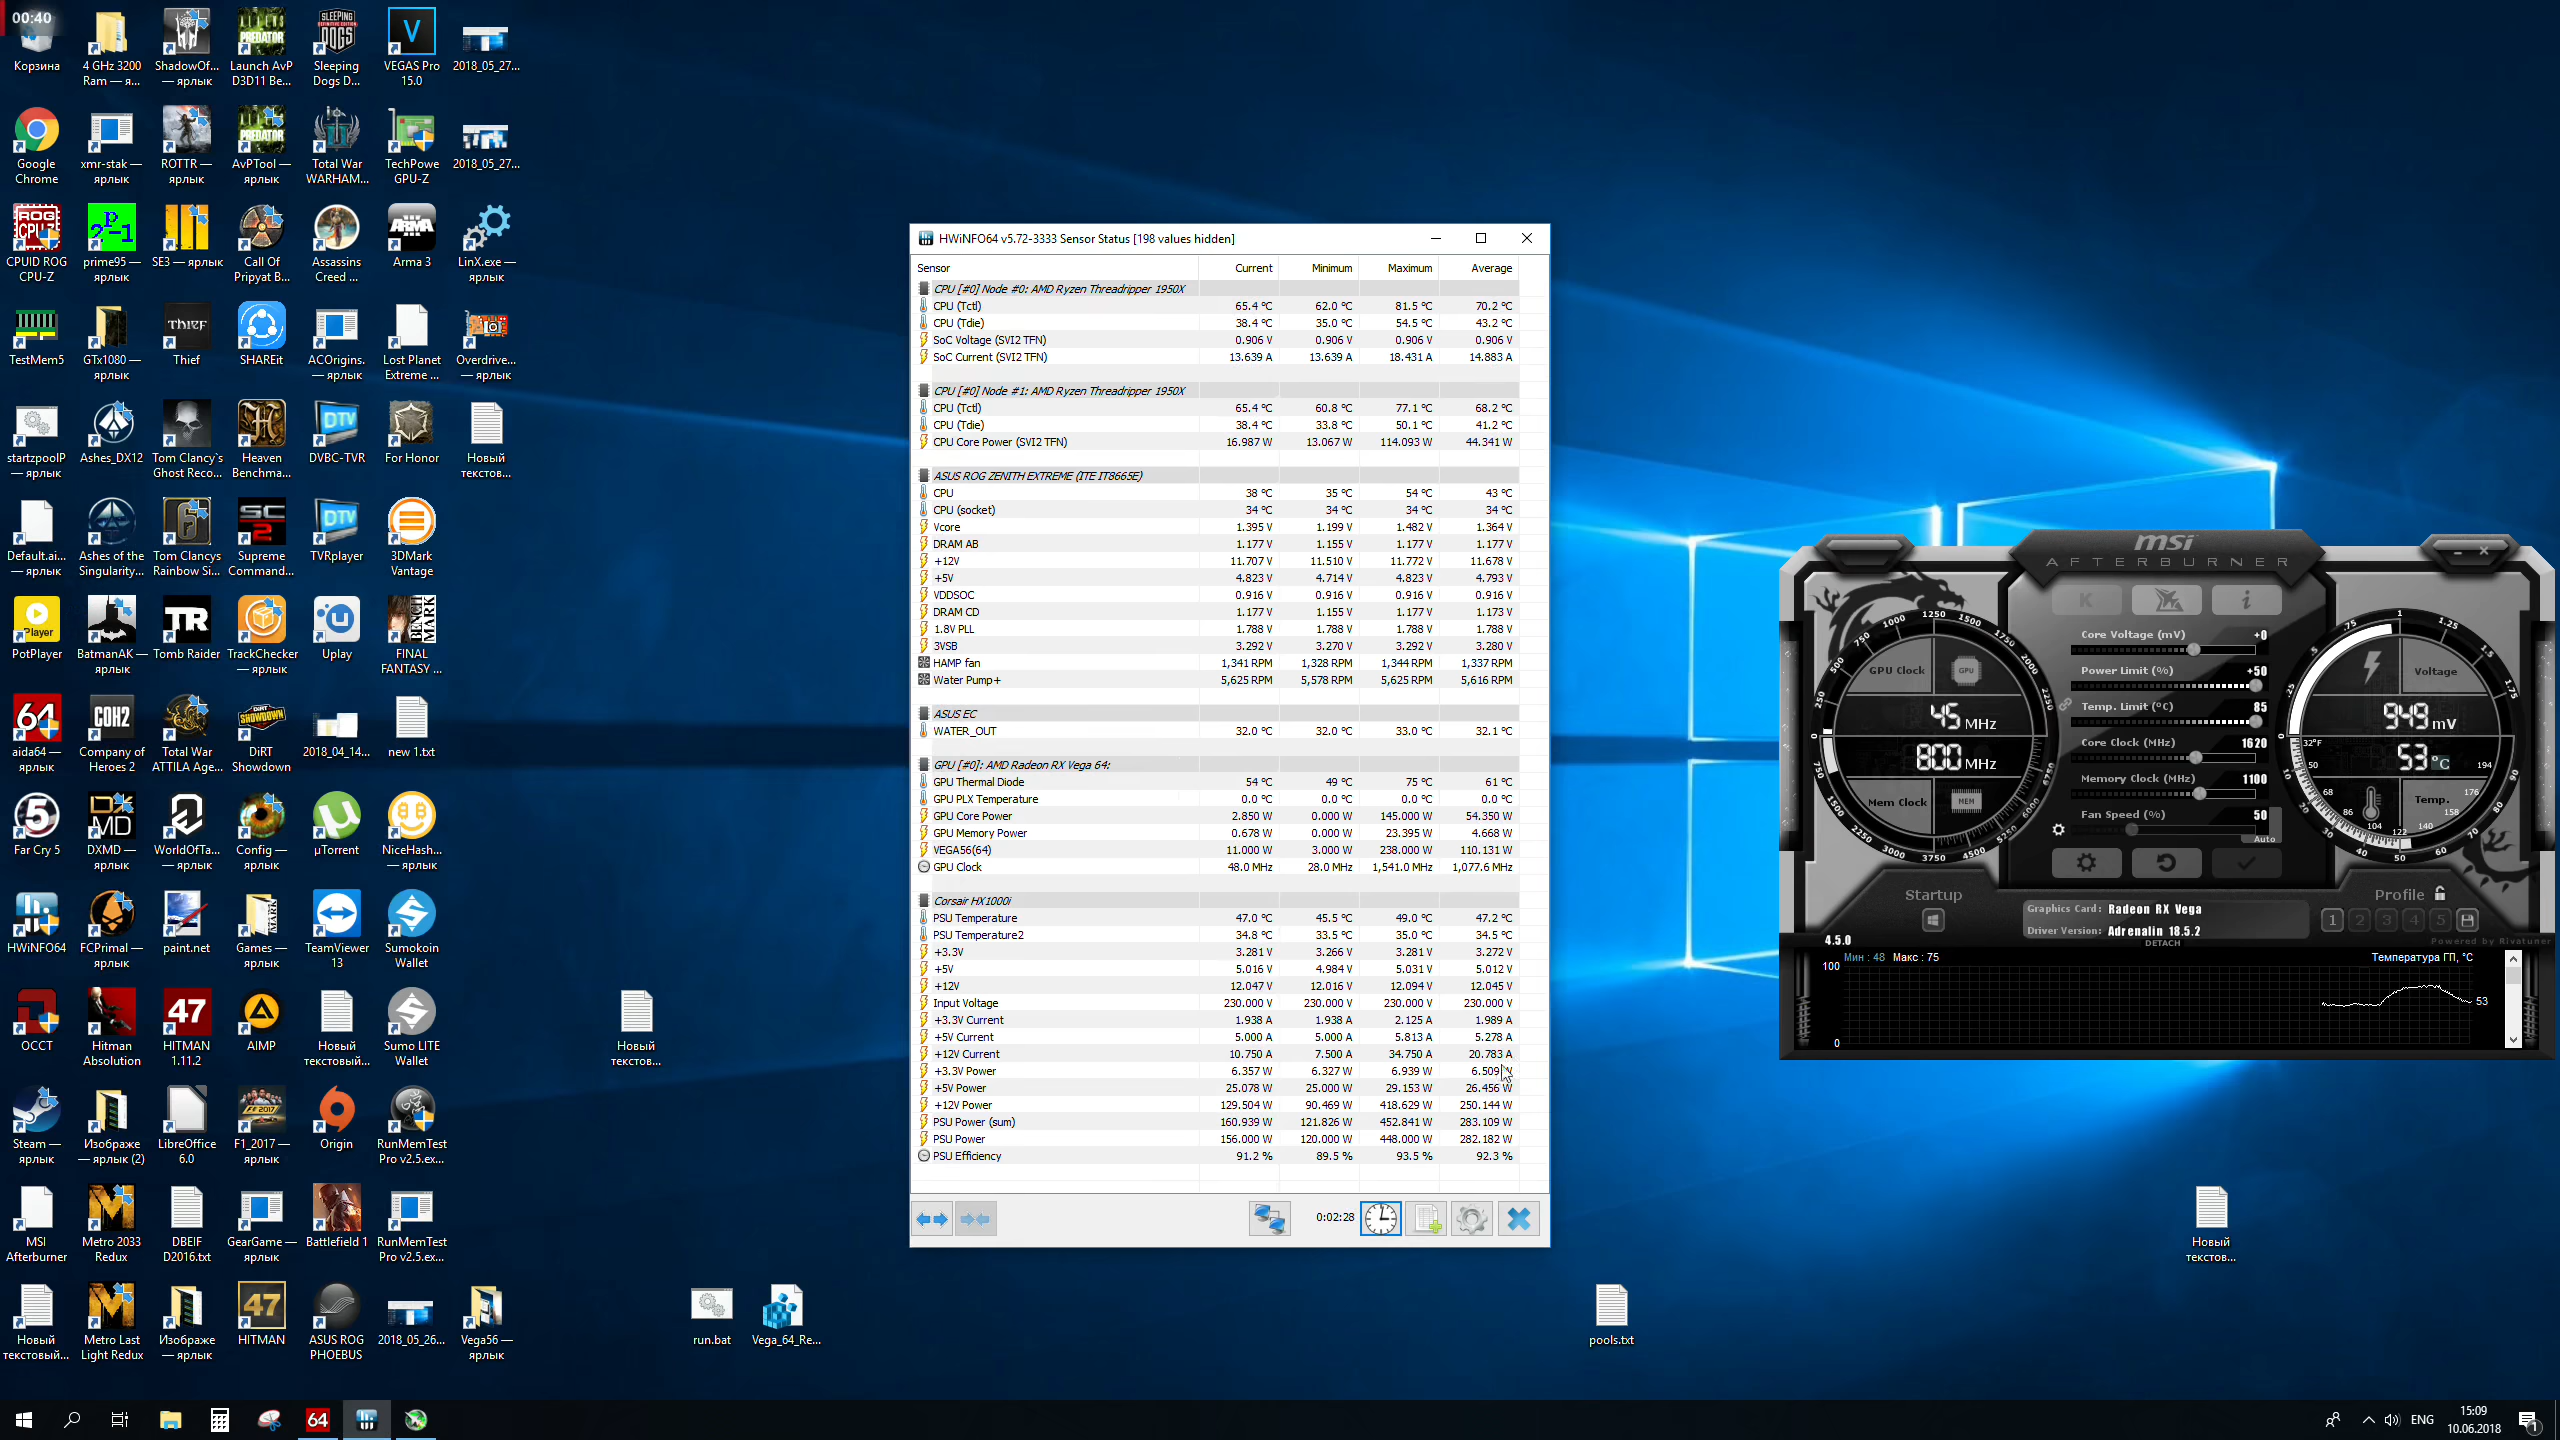 00:40
Корзина
4 GHz 3200 Ram — я...
ShadowOf... — ярлык
Launch AvP D3D11 Be...
Sleeping Dogs D...
VEGAS Pro 15.0
2018_05_27...
Google Chrome
xmr-stak — ярлык
ROTTR — ярлык
AvPTool — ярлык
Total War WARHAM...
TechPowe GPU-Z
2018_05_27...
CPUID ROG CPU-Z
prime95 — ярлык
SE3 — ярлык
Call Of Pripyat B...
Assassins Creed ...
Arma 3
LinX.exe — ярлык
TestMem5
GTx1080 — ярлык
Thief
SHAREit
ACOrigins. — ярлык
Lost Planet Extreme ...
Overdrive... — ярлык
startzpoolP — ярлык
Ashes_DX12
Tom Clancy`s Ghost Reco...
Heaven Benchma...
DVBC-TVR
For Honor
Новый текстов...
Default.ai... — ярлык
Ashes of the Singularity...
Tom Clancys Rainbow Si...
Supreme Command...
TVRplayer
3DMark Vantage
PotPlayer
BatmanAK — ярлык
Tomb Raider
TrackChecker — ярлык
Uplay
FINAL FANTASY ...
aida64 — ярлык
Company of Heroes 2
Total War ATTILA Age...
DiRT Showdown
2018_04_14...
new 1.txt
Far Cry 5
DXMD — ярлык
WorldOfTa... — ярлык
Config — ярлык
µTorrent
NiceHash... — ярлык
HWiNFO64
FCPrimal — ярлык
paint.net
Games — ярлык
TeamViewer 13
Sumokoin Wallet
OCCT
Hitman Absolution
HITMAN 1.11.2
AIMP
Новый текстовый...
Sumo LITE Wallet
Новый текстов...
Steam — ярлык
Изображе — ярлык (2)
LibreOffice 6.0
F1_2017 — ярлык
Origin
RunMemTest Pro v2.5.ex...
MSI Afterburner
Metro 2033 Redux
DBEIF D2016.txt
GearGame — ярлык
Battlefield 1
RunMemTest Pro v2.5.ex...
Новый текстовый...
Metro Last Light Redux
Изображе — ярлык
HITMAN
ASUS ROG PHOEBUS
2018_05_26...
Vega56 — ярлык
run.bat
Vega_64_Re...
pools.txt
Новый текстов...
HWiNFO64 v5.72-3333 Sensor Status [198 values hidden]
Sensor Current Minimum Maximum Average
CPU [#0] Node #0: AMD Ryzen Threadripper 1950X
CPU (Tctl) 65.4 °C 62.0 °C 81.5 °C 70.2 °C
CPU (Tdie) 38.4 °C 35.0 °C 54.5 °C 43.2 °C
SoC Voltage (SVI2 TFN) 0.906 V 0.906 V 0.906 V 0.906 V
SoC Current (SVI2 TFN) 13.639 A 13.639 A 18.431 A 14.883 A
CPU [#0] Node #1: AMD Ryzen Threadripper 1950X
CPU (Tctl) 65.4 °C 60.8 °C 77.1 °C 68.2 °C
CPU (Tdie) 38.4 °C 33.8 °C 50.1 °C 41.2 °C
CPU Core Power (SVI2 TFN) 16.987 W 13.067 W 114.093 W 44.341 W
ASUS ROG ZENITH EXTREME (ITE IT8665E)
CPU 38 °C 35 °C 54 °C 43 °C
CPU (socket) 34 °C 34 °C 34 °C 34 °C
Vcore 1.395 V 1.199 V 1.482 V 1.364 V
DRAM AB 1.177 V 1.155 V 1.177 V 1.177 V
+12V 11.707 V 11.510 V 11.772 V 11.678 V
+5V 4.823 V 4.714 V 4.823 V 4.793 V
VDDSOC 0.916 V 0.916 V 0.916 V 0.916 V
DRAM CD 1.177 V 1.155 V 1.177 V 1.173 V
1.8V PLL 1.788 V 1.788 V 1.788 V 1.788 V
3VSB 3.292 V 3.270 V 3.292 V 3.280 V
HAMP fan 1,341 RPM 1,328 RPM 1,344 RPM 1,337 RPM
Water Pump+ 5,625 RPM 5,578 RPM 5,625 RPM 5,616 RPM
ASUS EC
WATER_OUT 32.0 °C 32.0 °C 33.0 °C 32.1 °C
GPU [#0]: AMD Radeon RX Vega 64:
GPU Thermal Diode 54 °C 49 °C 75 °C 61 °C
GPU PLX Temperature 0.0 °C 0.0 °C 0.0 °C 0.0 °C
GPU Core Power 2.850 W 0.000 W 145.000 W 54.350 W
GPU Memory Power 0.678 W 0.000 W 23.395 W 4.668 W
VEGA56(64) 11.000 W 3.000 W 238.000 W 110.131 W
GPU Clock 48.0 MHz 28.0 MHz 1,541.0 MHz 1,077.6 MHz
Corsair HX1000i
PSU Temperature 47.0 °C 45.5 °C 49.0 °C 47.2 °C
PSU Temperature2 34.8 °C 33.5 °C 35.0 °C 34.5 °C
+3.3V 3.281 V 3.266 V 3.281 V 3.272 V
+5V 5.016 V 4.984 V 5.031 V 5.012 V
+12V 12.047 V 12.016 V 12.094 V 12.045 V
Input Voltage 230.000 V 230.000 V 230.000 V 230.000 V
+3.3V Current 1.938 A 1.938 A 2.125 A 1.989 A
+5V Current 5.000 A 5.000 A 5.813 A 5.278 A
+12V Current 10.750 A 7.500 A 34.750 A 20.783 A
+3.3V Power 6.357 W 6.327 W 6.939 W 6.509 W
+5V Power 25.078 W 25.000 W 29.153 W 26.456 W
+12V Power 129.504 W 90.469 W 418.629 W 250.144 W
PSU Power (sum) 160.939 W 121.826 W 452.841 W 283.109 W
PSU Power 156.000 W 120.000 W 448.000 W 282.182 W
PSU Efficiency 91.2 % 89.5 % 93.5 % 92.3 %
0:02:28
msi
AFTERBURNER
GPU Clock
GPU
45 MHz
800 MHz
Mem Clock
MEM
Core Voltage (mV) +0
Power Limit (%) +50
Temp. Limit (°C) 85
Core Clock (MHz) 1620
Memory Clock (MHz) 1100
Fan Speed (%) 50
Auto
Voltage
949 mV
53 °C
Temp.
Startup
Profile
1 2 3 4 5
Graphics Card: Radeon RX Vega
Driver Version: Adrenalin 18.5.2
DETACH
4.5.0
Powered by Rivatuner
Мин : 48 Макс : 75
Температура ГП, °C
100
53
0
64
ENG
15:09
10.06.2018
1